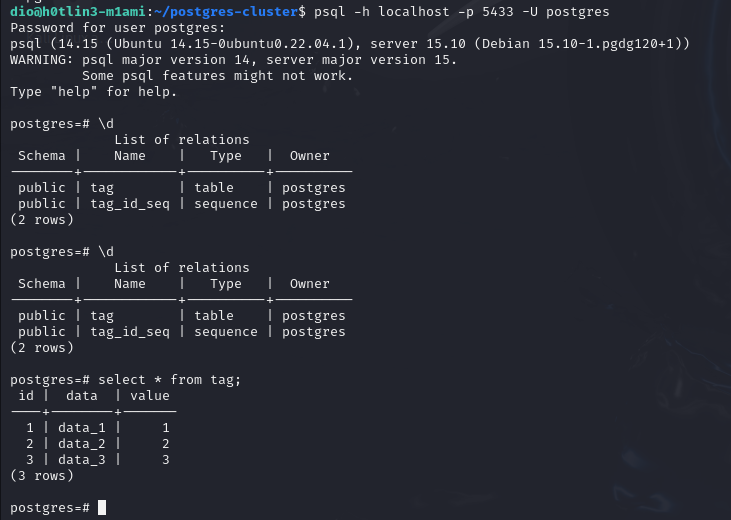 dio@h0tlin3-m1ami:~/postgres-cluster$ psql -h localhost -p 5433 -U postgres
Password for user postgres:
psql (14.15 (Ubuntu 14.15-0ubuntu0.22.04.1), server 15.10 (Debian 15.10-1.pgdg120+1))
WARNING: psql major version 14, server major version 15.
         Some psql features might not work.
Type "help" for help.

postgres=# \d
             List of relations
 Schema |    Name    |   Type   |  Owner
--------+------------+----------+----------
 public | tag        | table    | postgres
 public | tag_id_seq | sequence | postgres
(2 rows)

postgres=# \d
             List of relations
 Schema |    Name    |   Type   |  Owner
--------+------------+----------+----------
 public | tag        | table    | postgres
 public | tag_id_seq | sequence | postgres
(2 rows)

postgres=# select * from tag;
 id |  data  | value
----+--------+-------
  1 | data_1 |     1
  2 | data_2 |     2
  3 | data_3 |     3
(3 rows)

postgres=#